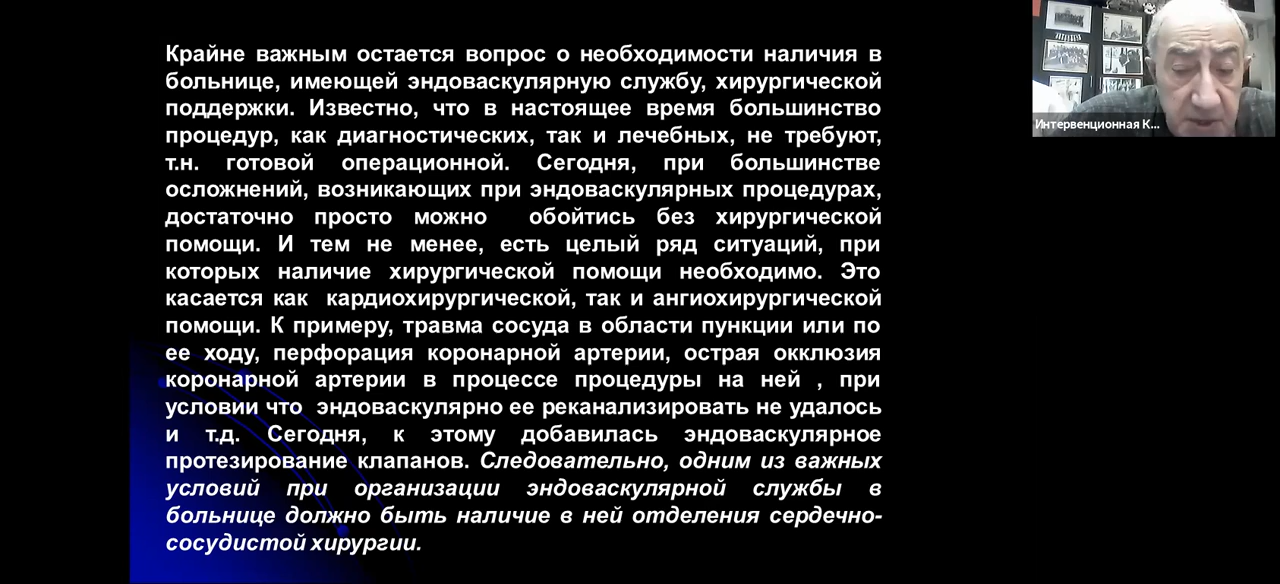 Крайне важным остается вопрос о необходимости наличия в
больнице, имеющей эндоваскулярную службу, хирургической
поддержки. Известно, что в настоящее время большинство
процедур, как диагностических, так и лечебных, не требуют,
т.н. готовой операционной. Сегодня, при большинстве
осложнений, возникающих при эндоваскулярных процедурах,
достаточно просто можно обойтись без хирургической
помощи. И тем не менее, есть целый ряд ситуаций, при
которых наличие хирургической помощи необходимо. Это
касается как кардиохирургической, так и ангиохирургической
помощи. К примеру, травма сосуда в области пункции или по
ее ходу, перфорация коронарной артерии, острая окклюзия
коронарной артерии в процессе процедуры на ней , при
условии что эндоваскулярно ее реканализировать не удалось
и т.д. Сегодня, к этому добавилась эндоваскулярное
протезирование клапанов. Следовательно, одним из важных
условий при организации эндоваскулярной службы в
больнице должно быть наличие в ней отделения сердечно-
сосудистой хирургии.
Интервенционная К...